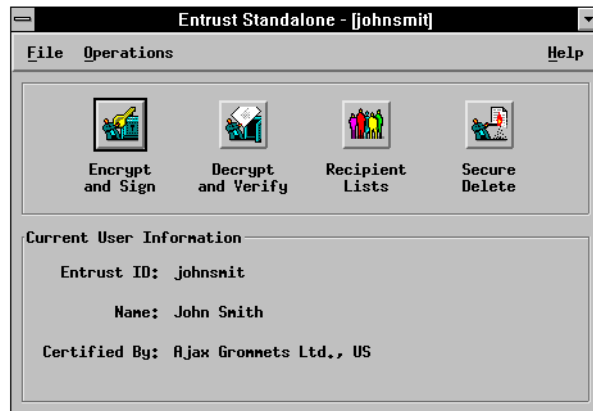 Entrust Standalone - [johnsmit]
File Operations Help
Encrypt and Sign
Decrypt and Verify
Recipient Lists
Secure Delete
Current User Information
Entrust ID: johnsmit
Name: John Smith
Certified By: Ajax Grommets Ltd., US